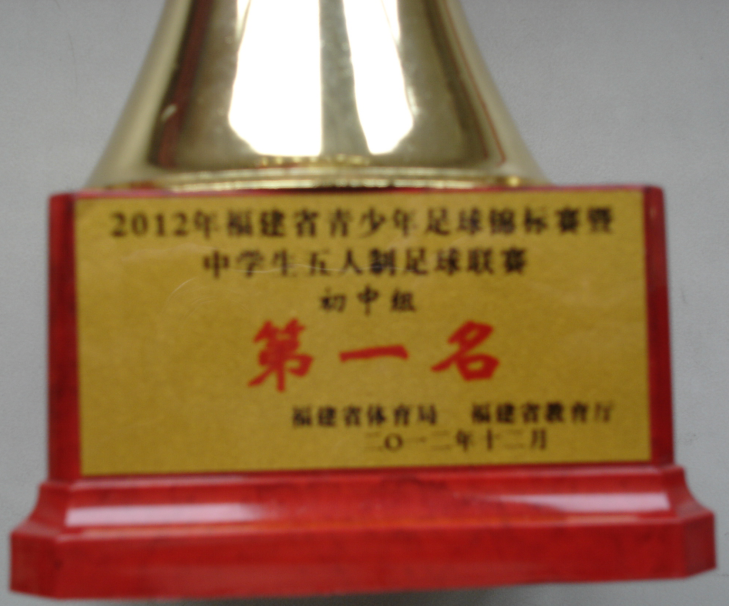 2012年福建省青少年足球锦标赛暨
中学生五人制足球联赛
初中组
第一名
福建省体育局 福建省教育厅
二〇一二年十二月